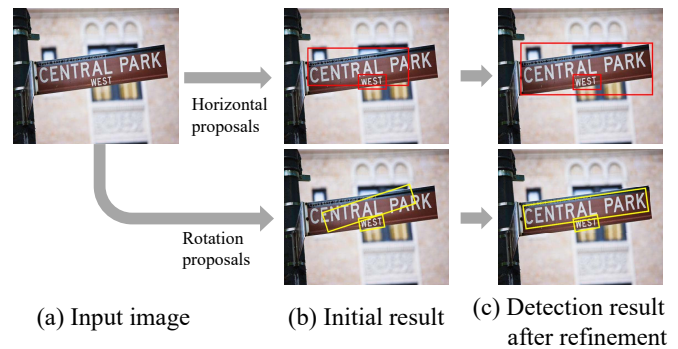 CENTRAL PARK
WEST
CENTRAL PARK
WEST
CENTRAL PARK
WEST
Horizontal
proposals
CENTRAL PARK
WEST
CENTRAL PARK
WEST
Rotation
proposals
(a) Input image
(b) Initial result
(c) Detection result
after refinement